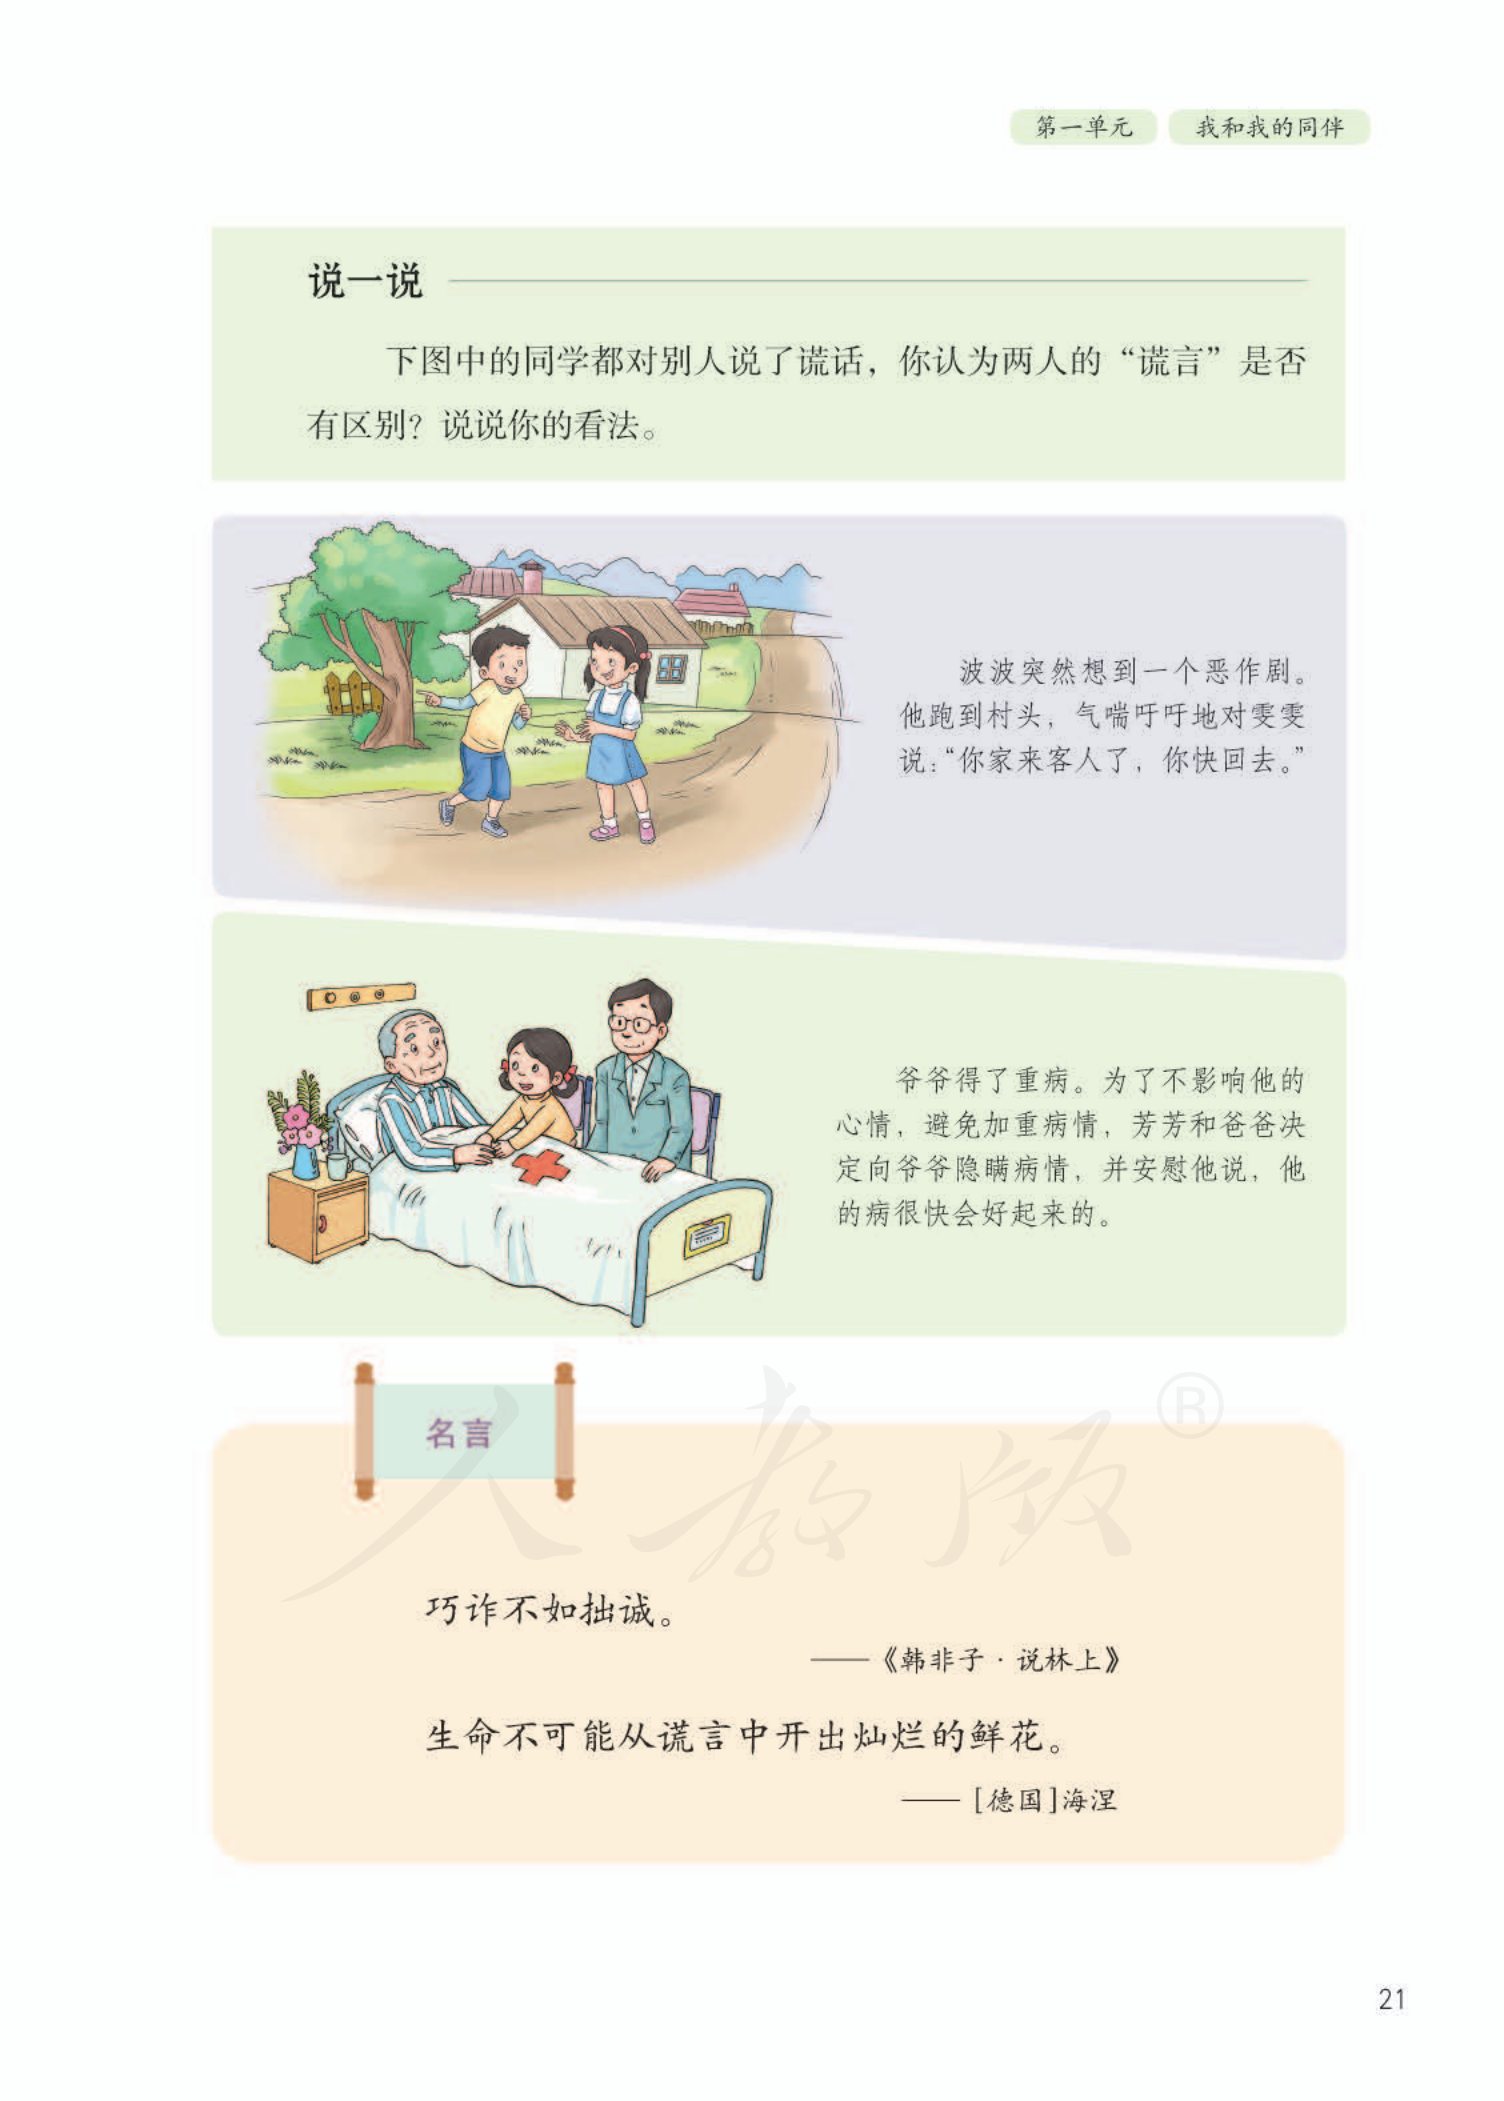 第一单元 我和我的同伴
说一说
下图中的同学都对别人说了谎话，你认为两人的“谎言”是否
有区别？说说你的看法。
波波突然想到一个恶作剧。
他跑到村头，气喘吁吁地对雯雯
说：“你家来客人了，你快回去。”
爷爷得了重病。为了不影响他的
心情，避免加重病情，芳芳和爸爸决
定向爷爷隐瞒病情，并安慰他说，他
的病很快会好起来的。
名言
人教版®
巧诈不如拙诚。
——《韩非子·说林上》
生命不可能从谎言中开出灿烂的鲜花。
——［德国］海涅
21